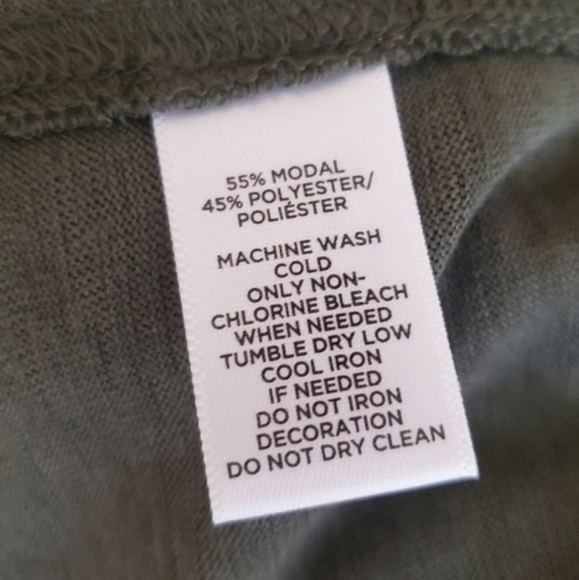 55% MODAL
45% POLYESTER/
POLIÉSTER
MACHINE WASH
COLD
ONLY NON-
CHLORINE BLEACH
WHEN NEEDED
TUMBLE DRY LOW
COOL IRON
IF NEEDED
DO NOT IRON
DECORATION
DO NOT DRY CLEAN